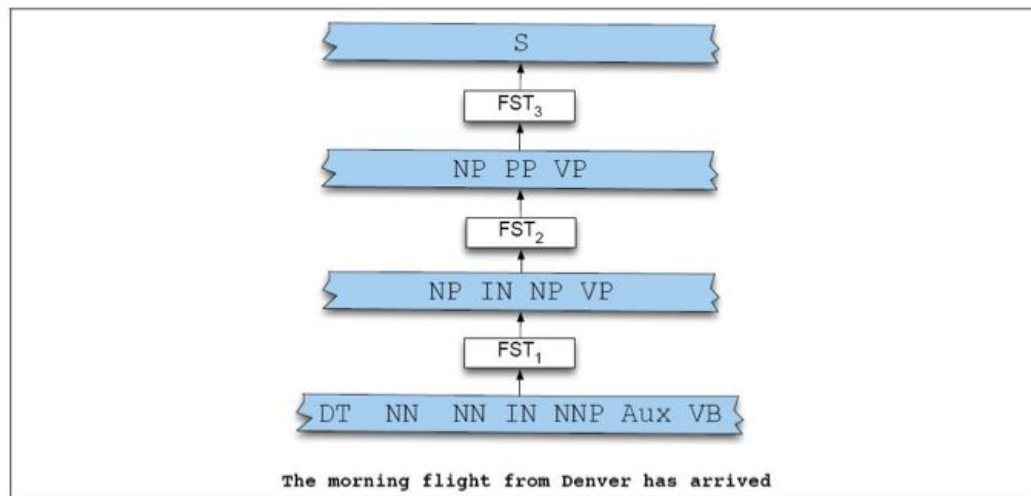 S
FST3
NP PP VP
FST2
NP IN NP VP
FST1
DT NN NN IN NNP Aux VB
The morning flight from Denver has arrived